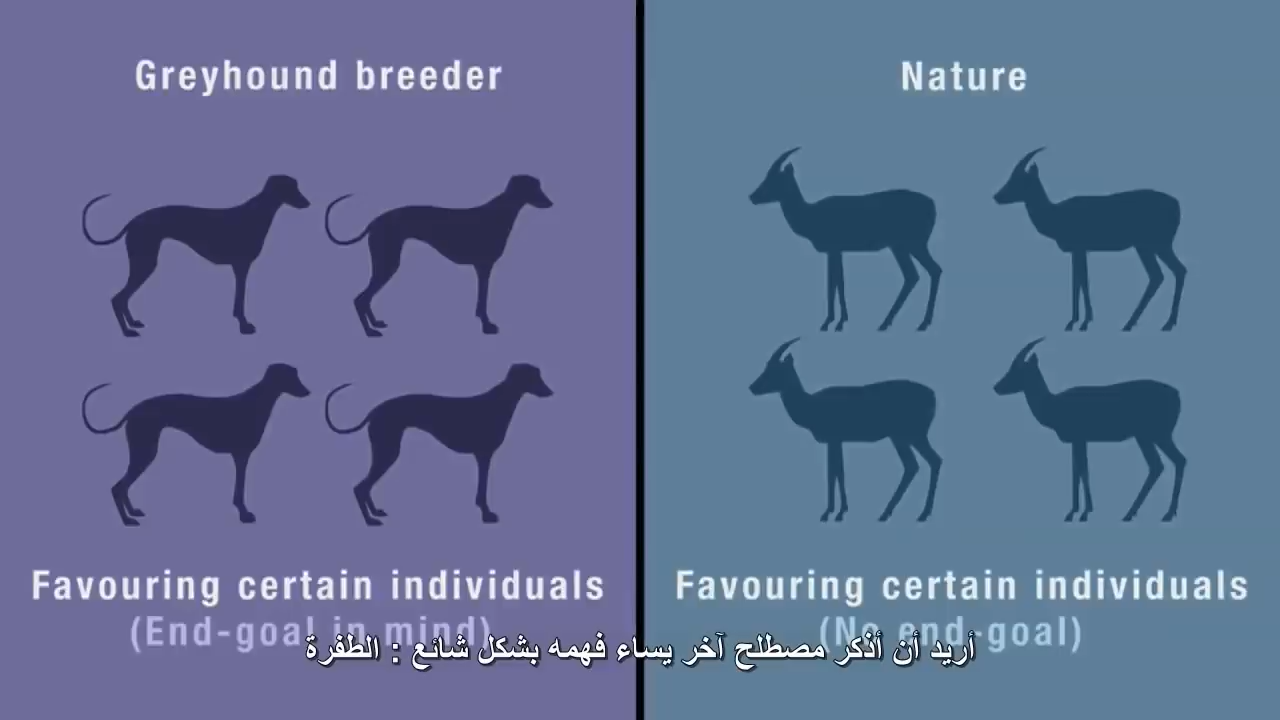 Greyhound breeder
Nature
Favouring certain individuals
(End-goal in mind)
Favouring certain individuals
(No end-goal)
أريد أن أذكر مصطلح آخر يساء فهمه بشكل شائع : الطفرة